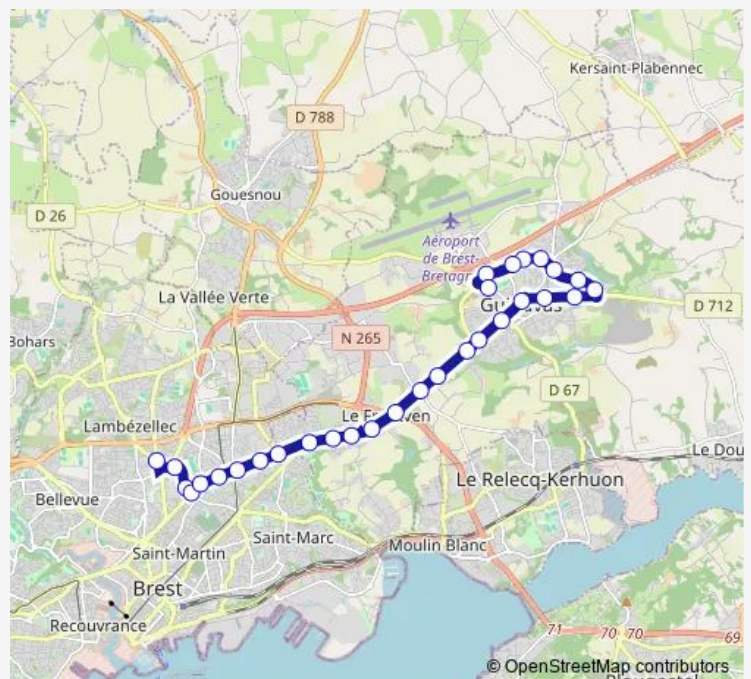 Kersaint-Plabennec
D 788
Gouesnou
D 26
Aéroport
de Brest-
Bretagn
La Vallée Verte
D 712
N 265
Bohars
D 67
Lambézellec
Le Dou
Le Relecq-Kerhuon
Bellevue
Saint-Marc
Moulin Blanc
Saint-Martin
Brest
Recouvrance
71
70
70
69
© OpenStreetMap contributors